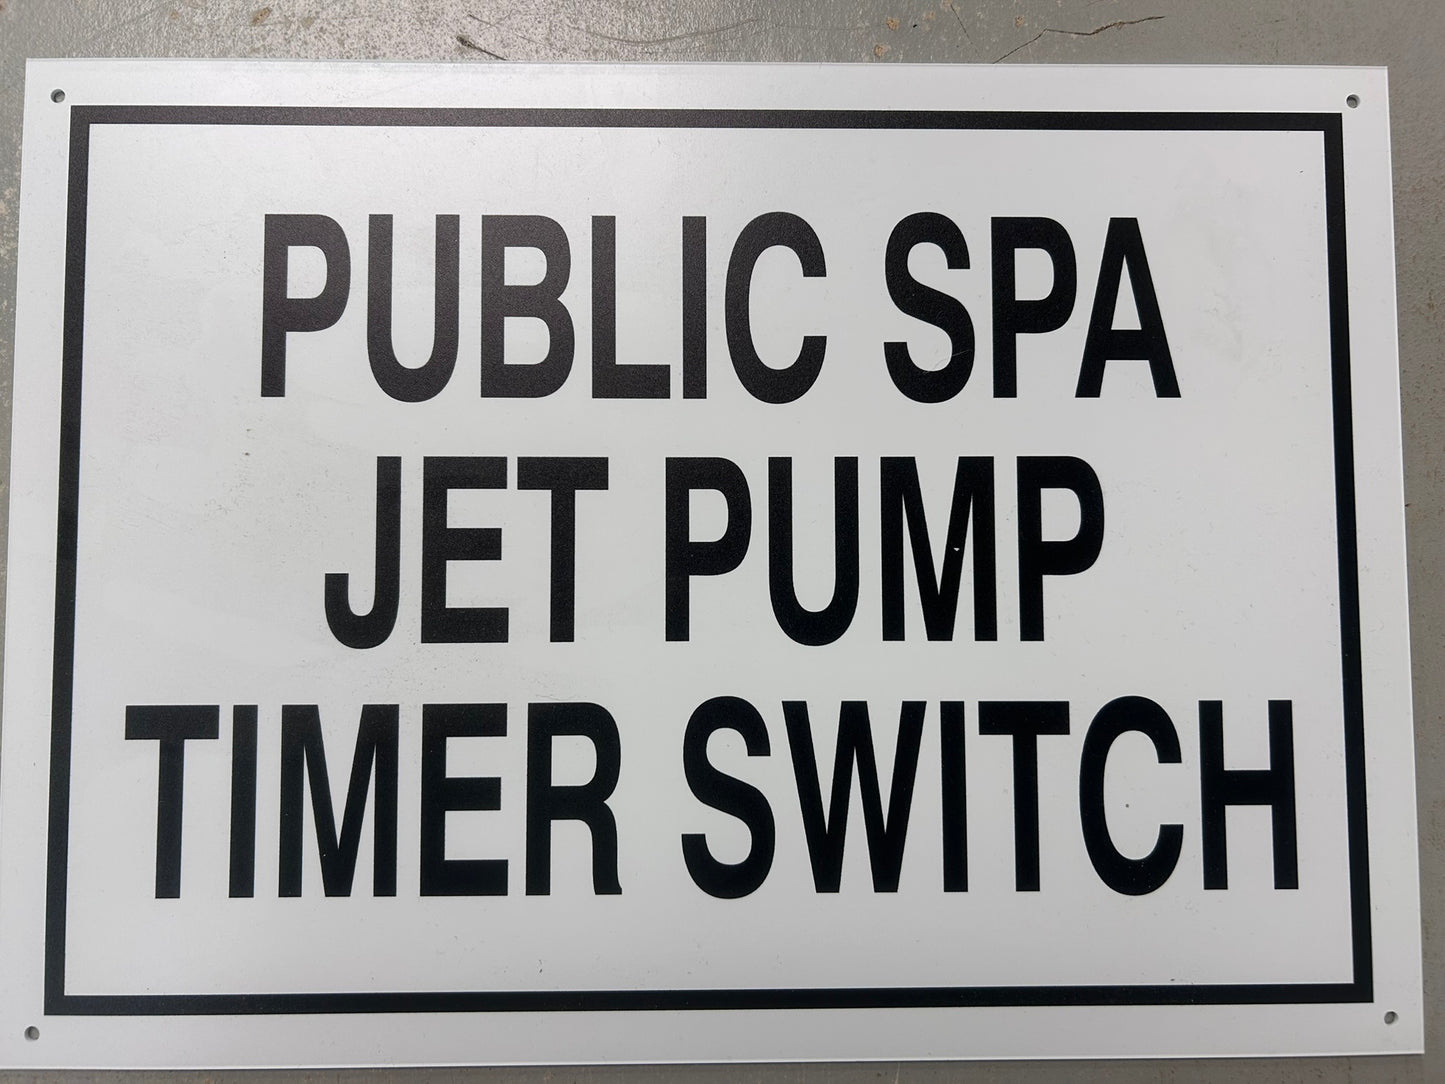 PUBLIC SPA
JET PUMP
TIMER SWITCH